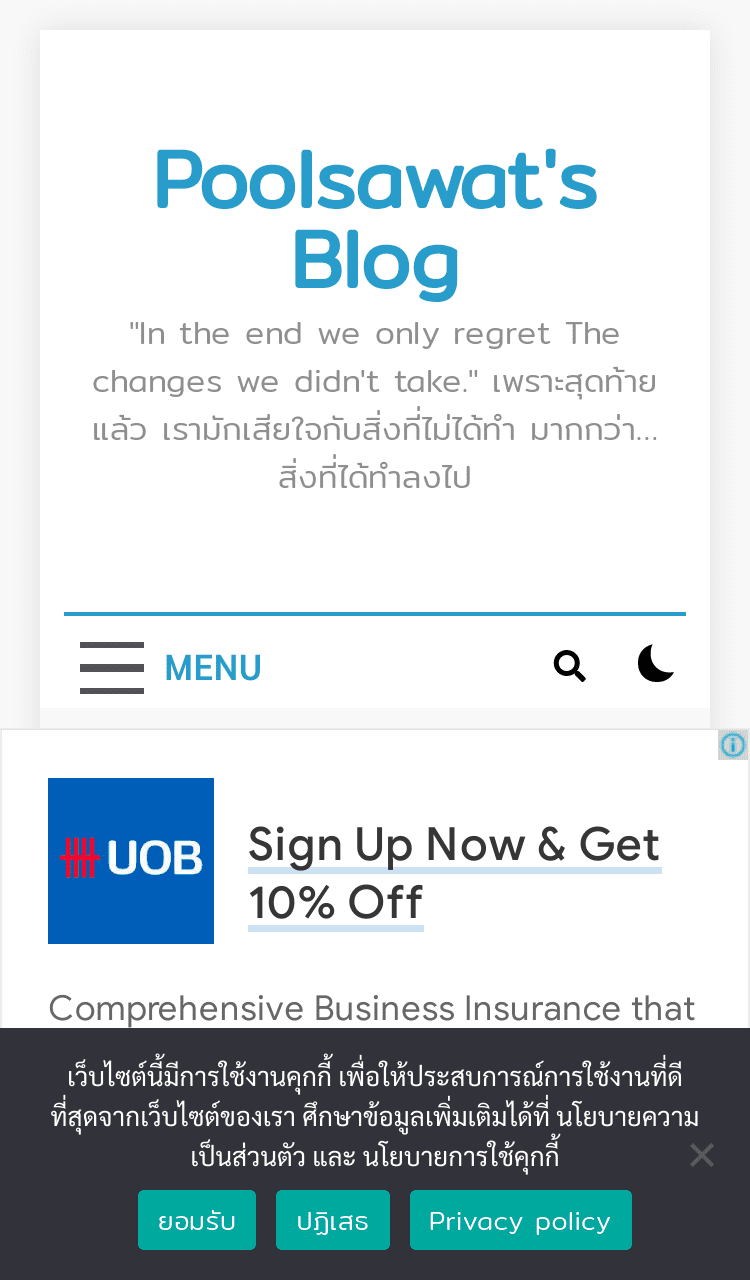 Poolsawat's
Blog
"In the end we only regret The
changes we didn't take." เพราะสุดท้าย
แล้ว เรามักเสียใจกับสิ่งที่ไม่ได้ทำ มากกว่า...
สิ่งที่ได้ทำลงไป
MENU
UOB
Sign Up Now & Get
10% Off
Comprehensive Business Insurance that
เว็บไซต์นี้มีการใช้งานคุกกี้ เพื่อให้ประสบการณ์การใช้งานที่ดี
ที่สุดจากเว็บไซต์ของเรา ศึกษาข้อมูลเพิ่มเติมได้ที่ นโยบายความ
เป็นส่วนตัว และ นโยบายการใช้คุกกี้
ยอมรับ
ปฏิเสธ
Privacy policy